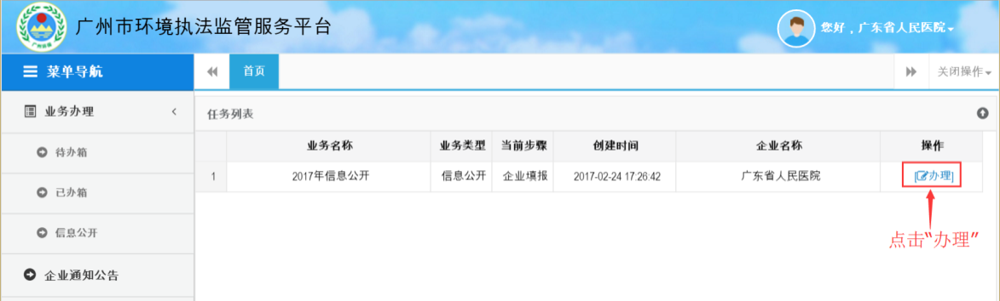 广州市环境执法监管服务平台
您好，广东省人民医院
菜单导航
首页
关闭操作
业务办理
任务列表
业务名称 业务类型 当前步骤 创建时间 企业名称 操作
待办箱
1 2017年信息公开 信息公开 企业填报 2017-02-24 17:26:42 广东省人民医院 [办理]
已办箱
信息公开
点击“办理”
企业通知公告